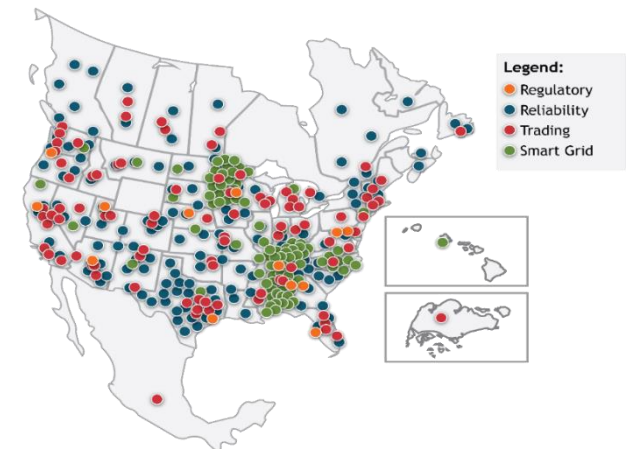 Legend:
Regulatory
Reliability
Trading
Smart Grid